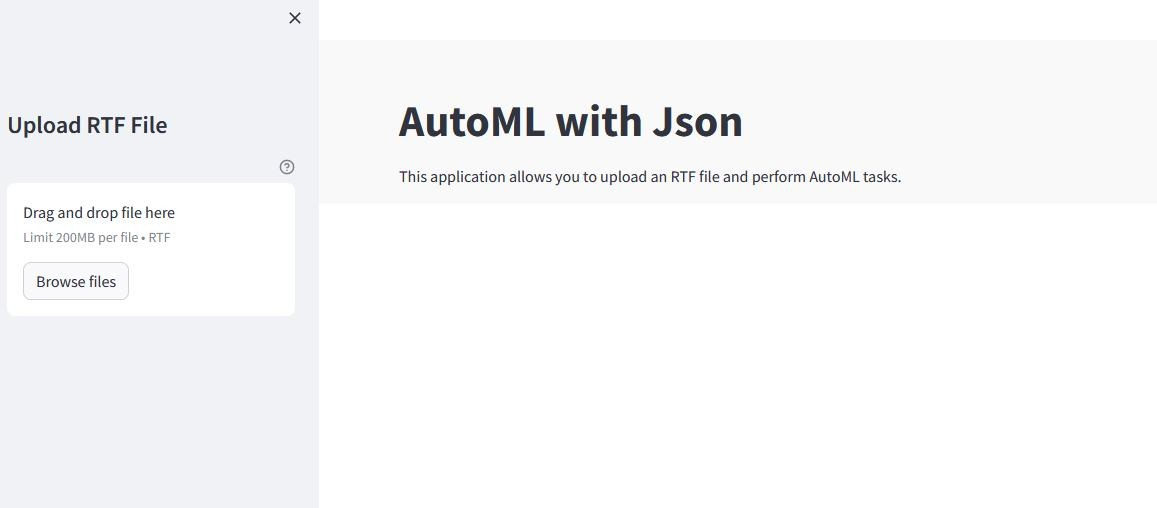 Upload RTF File
Drag and drop file here
Limit 200MB per file • RTF
Browse files
AutoML with Json
This application allows you to upload an RTF file and perform AutoML tasks.